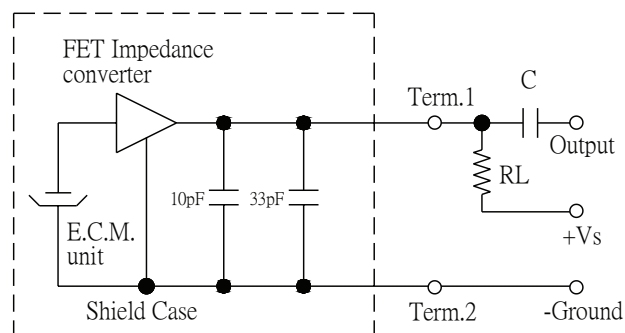 FET Impedance
converter
Term.1
C
Output
RL
10pF
33pF
+Vs
E.C.M.
unit
Shield Case
Term.2
-Ground